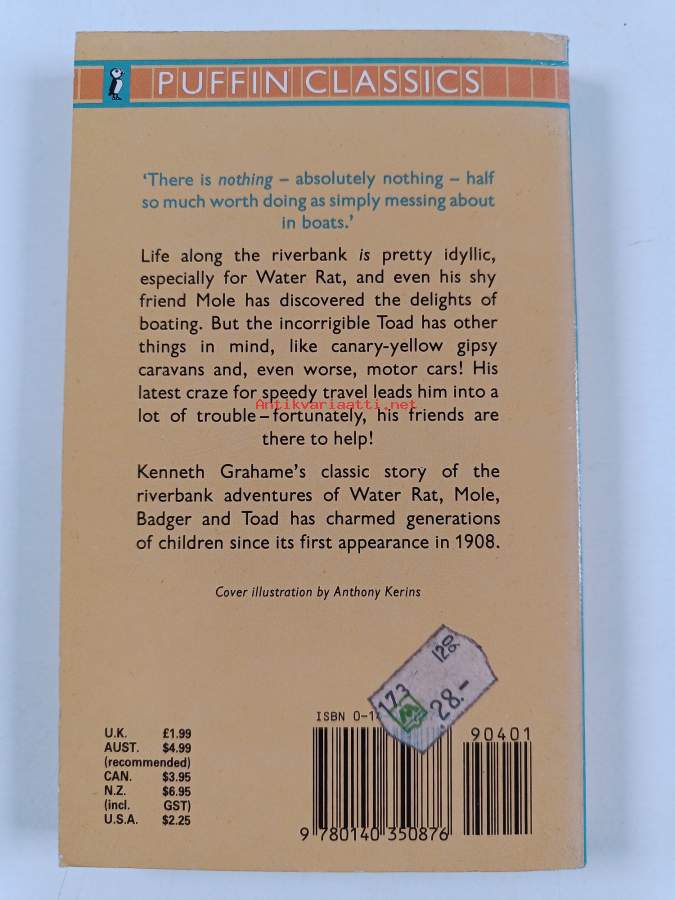 PUFFIN CLASSICS
‘There is nothing – absolutely nothing – half
so much worth doing as simply messing about
in boats.’
Life along the riverbank is pretty idyllic,
especially for Water Rat, and even his shy
friend Mole has discovered the delights of
boating. But the incorrigible Toad has other
things in mind, like canary-yellow gipsy
caravans and, even worse, motor cars! His
latest craze for speedy travel leads him into a
Antikvariaatti.net
lot of trouble – fortunately, his friends are
there to help!
Kenneth Grahame’s classic story of the
riverbank adventures of Water Rat, Mole,
Badger and Toad has charmed generations
of children since its first appearance in 1908.
Cover illustration by Anthony Kerins
120.
173
28.-
ISBN 0-1
90401
U.K. £1.99
AUST. $4.99
(recommended)
CAN. $3.95
N.Z. $6.95
(incl. GST)
U.S.A. $2.25
9 780140 350876